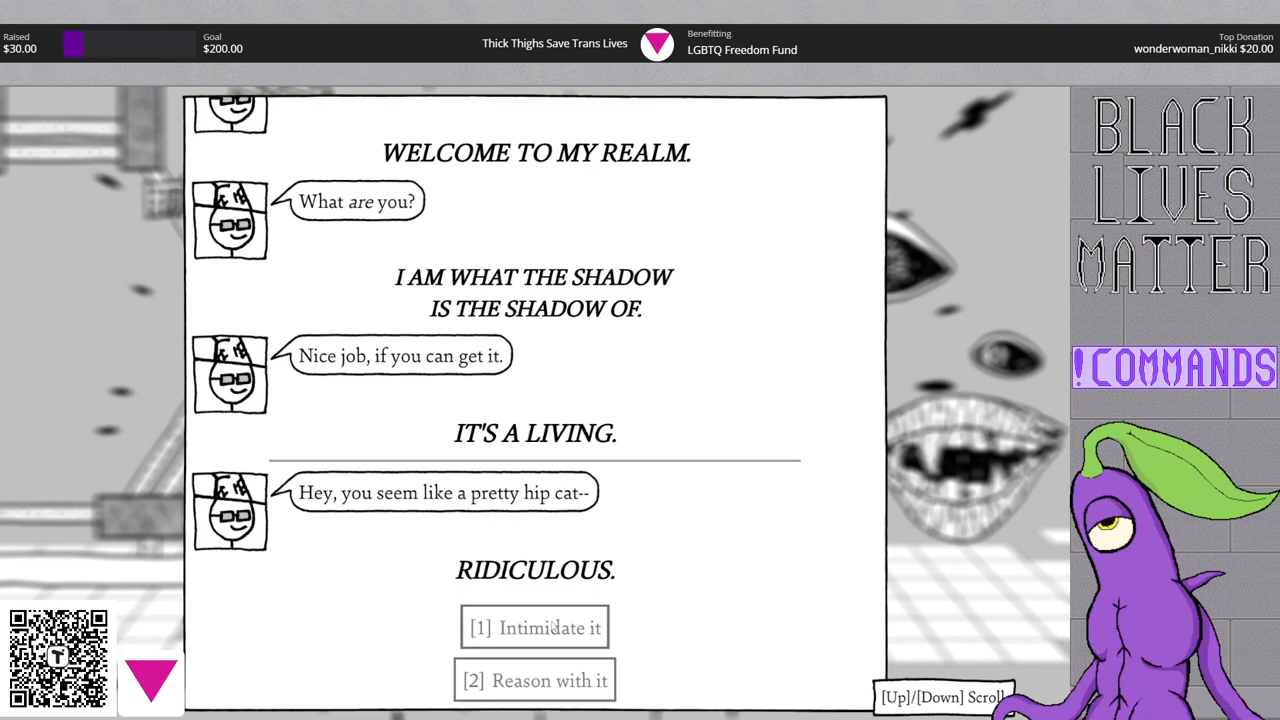 Raised
$30.00
Goal
$200.00
Thick Thighs Save Trans Lives
Benefitting
LGBTQ Freedom Fund
Top Donation
wonderwoman_nikki $20.00
WELCOME TO MY REALM.
What are you?
I AM WHAT THE SHADOW
IS THE SHADOW OF.
Nice job, if you can get it.
IT'S A LIVING.
Hey, you seem like a pretty hip cat--
RIDICULOUS.
[1] Intimidate it
[2] Reason with it
[Up]/[Down] Scroll
BLACK
LIVES
MATTER
!COMMANDS
T